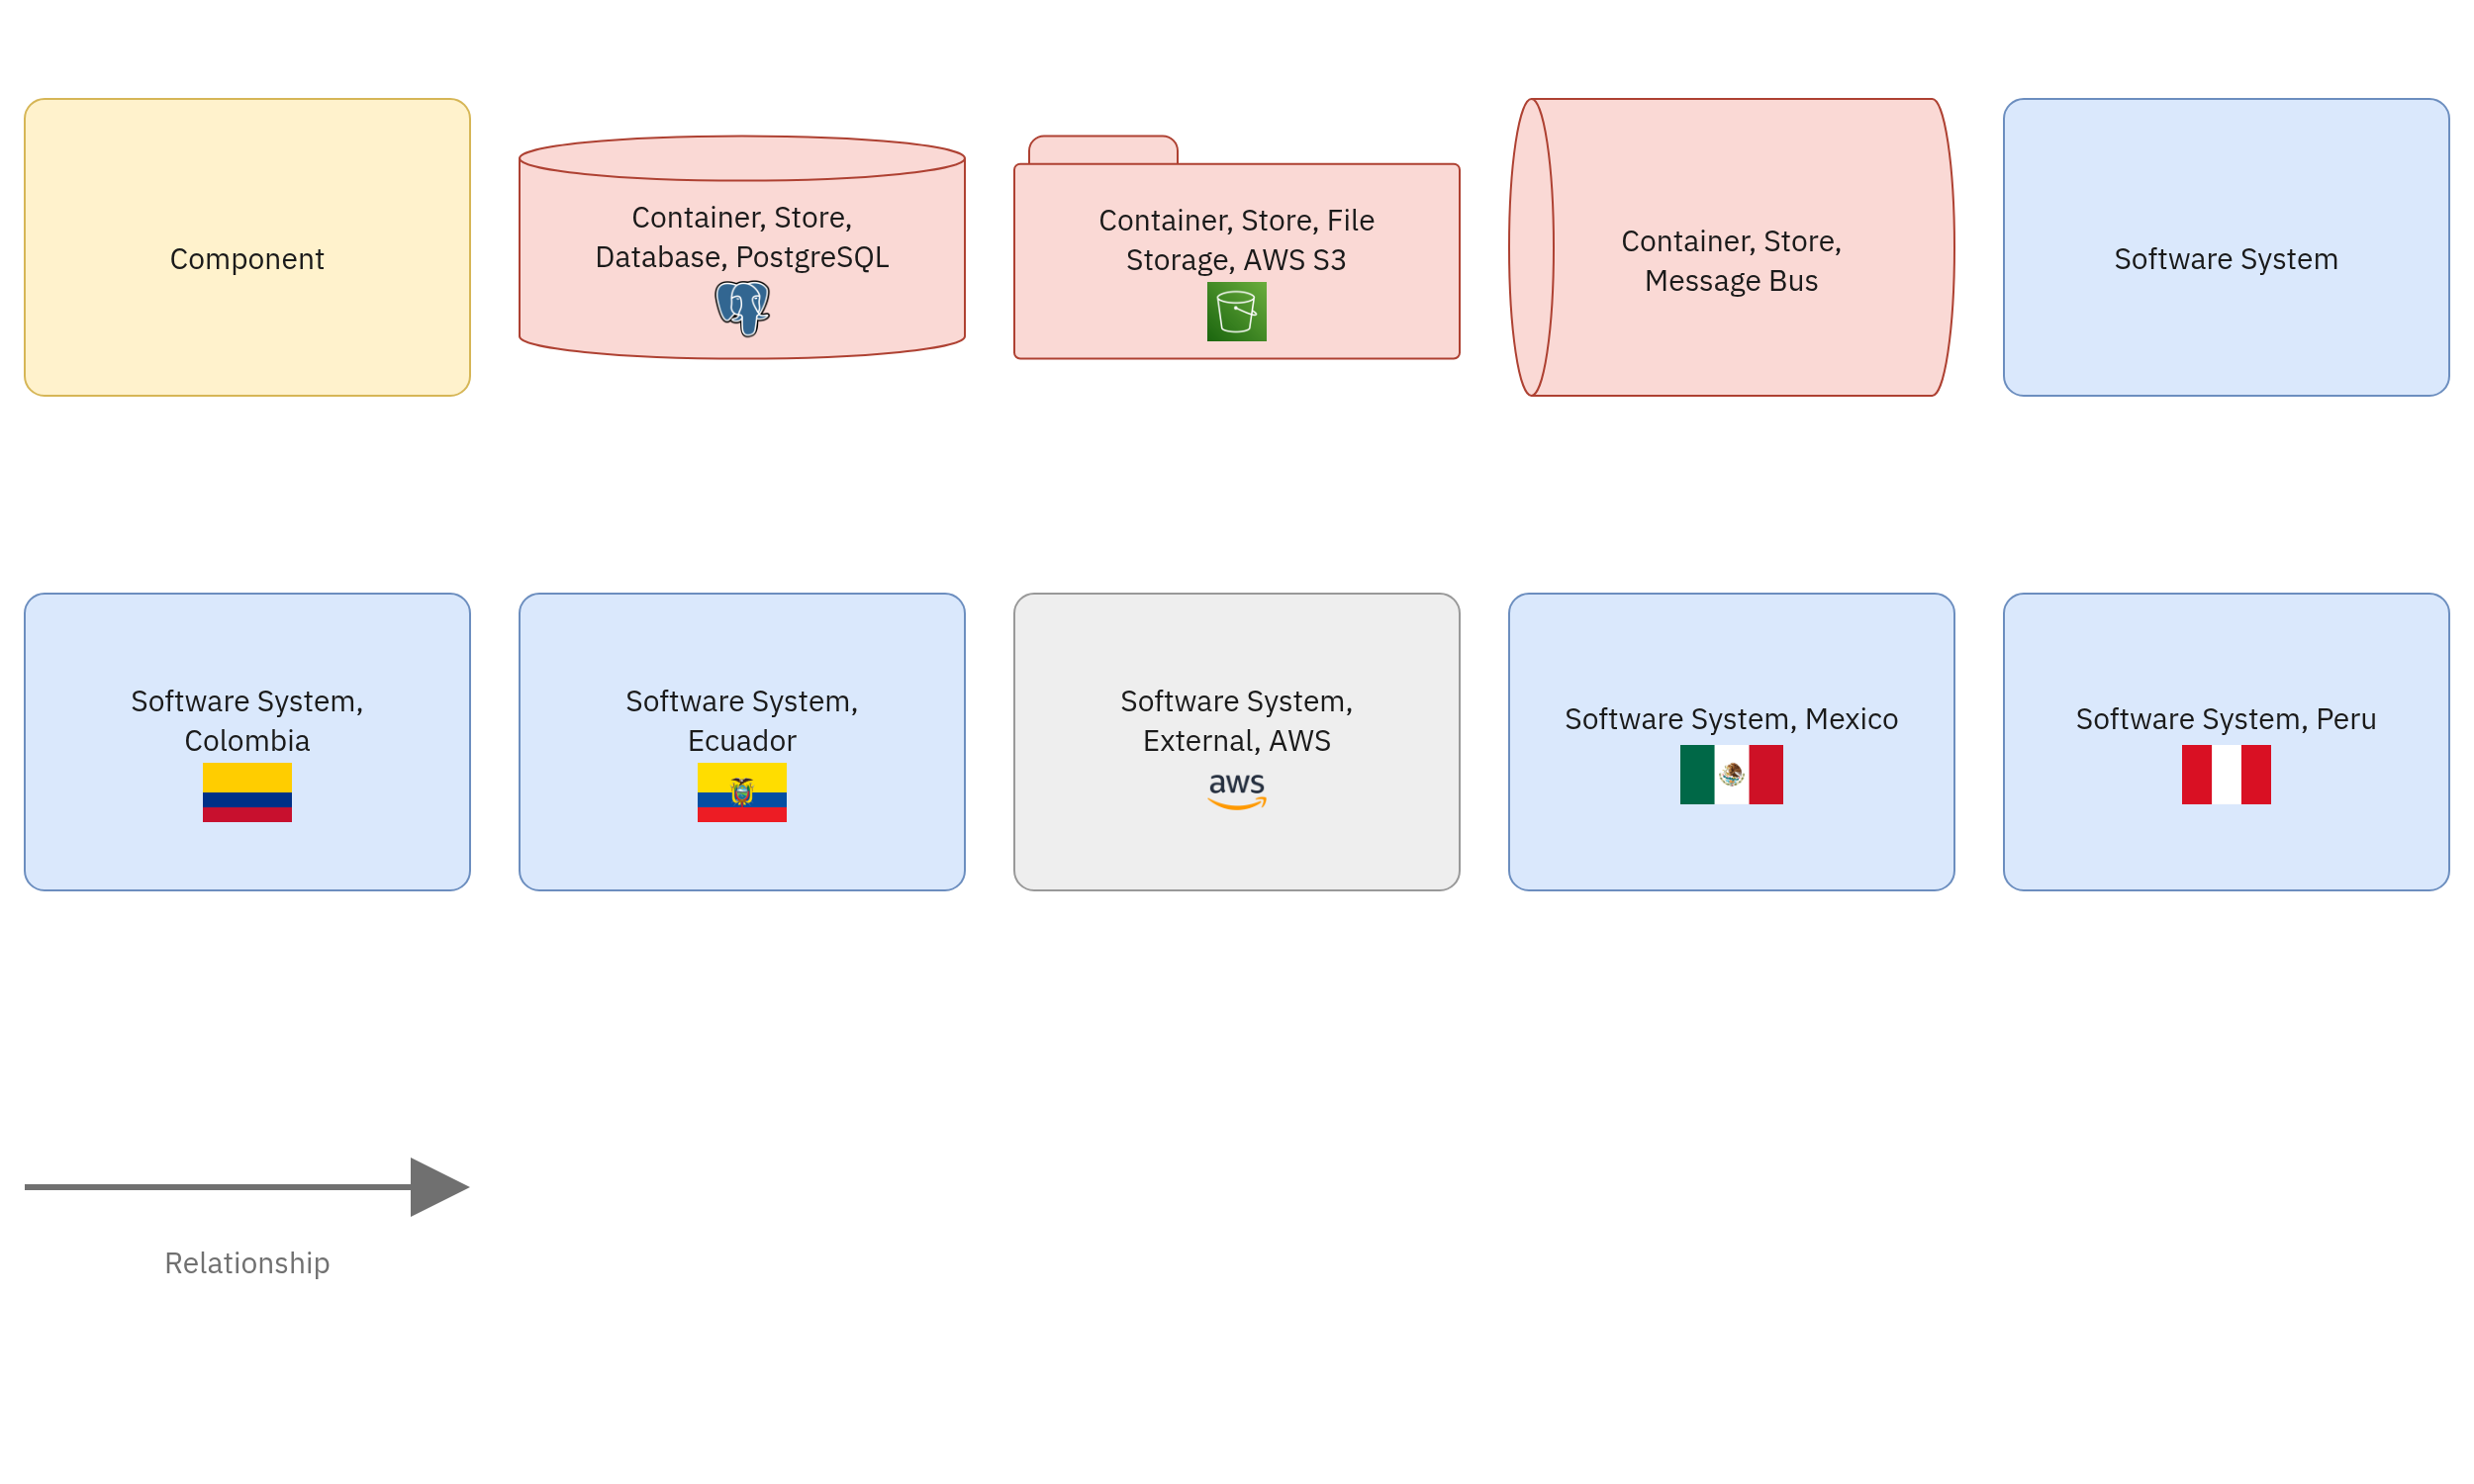 Component
Container, Store,
Database, PostgreSQL
Container, Store, File
Storage, AWS S3
Container, Store,
Message Bus
Software System
Software System,
Colombia
Software System,
Ecuador
Software System,
External, AWS
aws
Software System, Mexico
Software System, Peru
Relationship